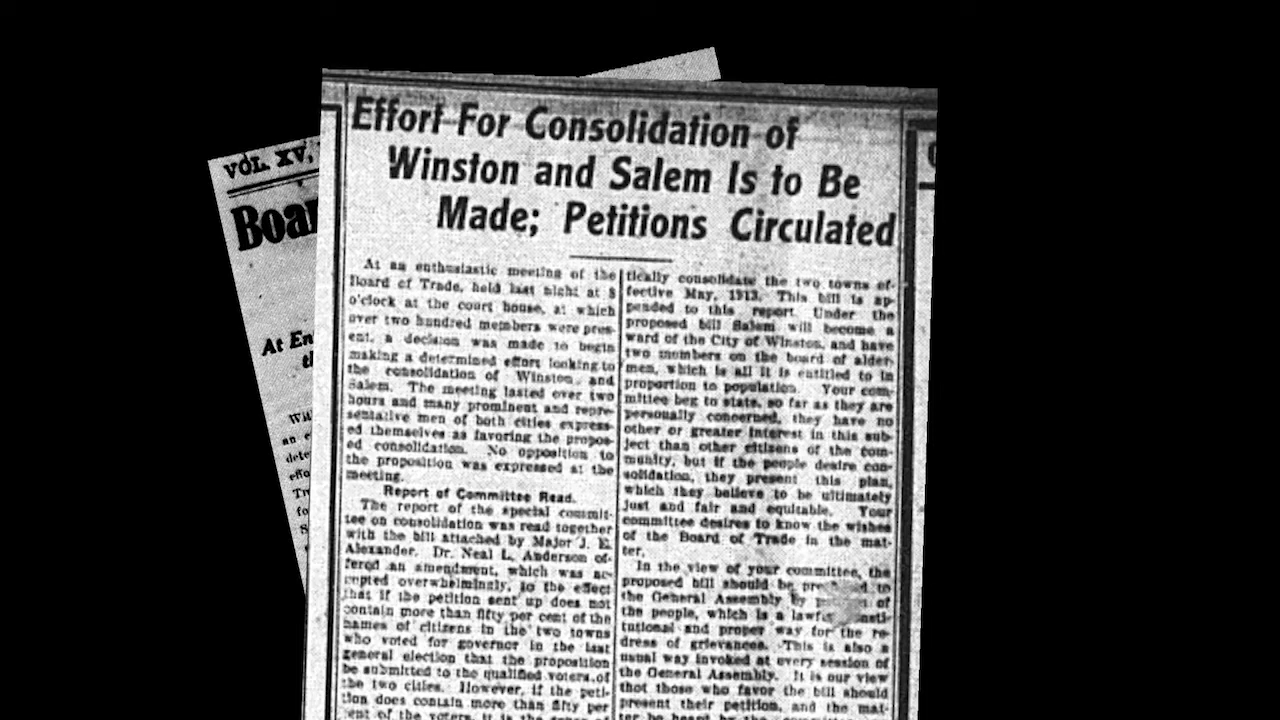 VOL. XV,
Boar
At En
Effort For Consolidation of
Winston and Salem Is to Be
Made; Petitions Circulated
At an enthusiastic meeting of the
Board of Trade, held last night at 8
o'clock at the court house, at which
over two hundred members were pres-
ent, a decision was made to begin
making a determined effort looking to
the consolidation of Winston and
Salem. The meeting lasted over two
hours and many prominent and repre-
sentative men of both cities express-
ed themselves as favoring the propos-
ed consolidation. No opposition to
the proposition was expressed at the
meeting.
Report of Committee Read.
The report of the special commit-
tee on consolidation was read together
with the bill attached by Major J. E.
Alexander. Dr. Neal L. Anderson of-
fered an amendment, which was ac-
cepted overwhelmingly, to the effect
that if the petition sent up does not
contain more than fifty per cent of the
names of citizens in the two towns
who voted for governor in the last
general election that the proposition
be submitted to the qualified voters of
the two cities. However, if the peti-
tion does contain more than fifty per
cent of the voters, it is the sense of
tically consolidate the two towns ef-
fective May, 1913. This bill is ap-
pended to this report. Under the
proposed bill Salem will become a
ward of the City of Winston, and have
two members on the board of alder-
men, which is all it is entitled to in
proportion to population. Your com-
mittee beg to state, so far as they are
personally concerned, they have no
other or greater interest in this sub-
ject than other citizens of the com-
munity, but if the people desire con-
solidation, they present this plan,
which they believe to be ultimately
just and fair and equitable. Your
committee desires to know the wishes
of the Board of Trade in the mat-
ter.
In the view of your committee, the
proposed bill should be to
the General Assembly by of
the people, which is a lawful, consti-
tutional and proper way for the re-
dress of grievances. This is also a
usual way invoked at every session of
the General Assembly. It is our view
that those who favor the bill should
present their petition, and the mat-